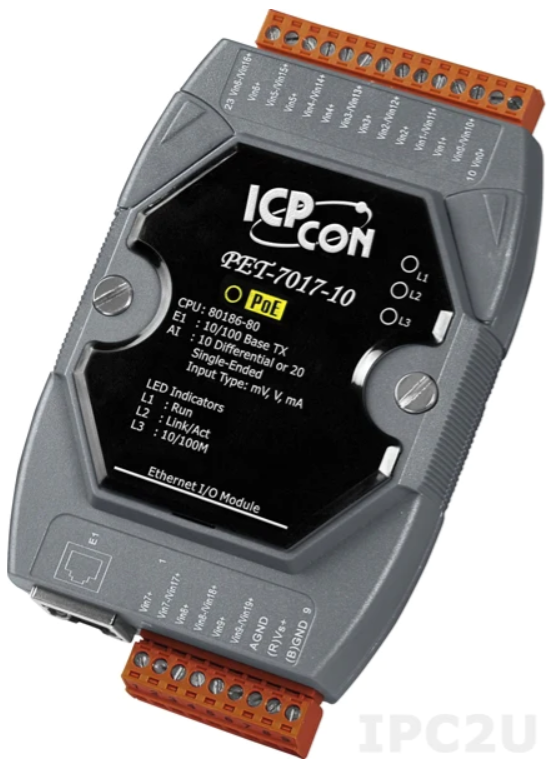 23 Vin6-/Vin16+
Vin6+
Vin5-/Vin15+
Vin5+
Vin4-/Vin14+
Vin4+
Vin3-/Vin13+
Vin3+
Vin2-/Vin12+
Vin2+
Vin1-/Vin11+
Vin1+
Vin0-/Vin10+
10 Vin0+
ICP
CON
PET-7017-10
L1
L2
L3
PoE
CPU : 80186-80
E1 : 10/100 Base TX
AI : 10 Differential or 20
Single-Ended
Input Type: mV, V, mA
LED Indicators
L1 : Run
L2 : Link/Act
L3 : 10/100M
Ethernet I/O Module
E1
1
Vin7+
Vin7-/Vin17+
Vin8+
Vin8-/Vin18+
Vin9+
Vin9-/Vin19+
AGND
(R)Vs+
(B)GND 9
IPC2U